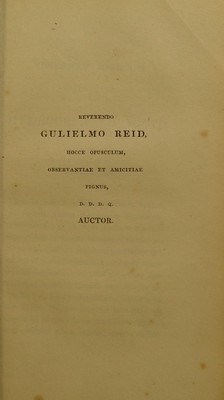 REVERENDO
GULIELMO REID,
HOCCE OPUSCULUM,
OBSERVANTIAE ET AMICITIAE
PIGNUS,
D. D. D. Q.
AUCTOR.